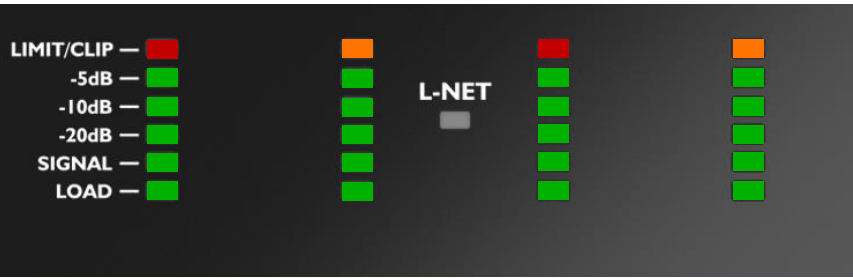 LIMIT/CLIP
-5dB
-10dB
-20dB
SIGNAL
LOAD
L-NET